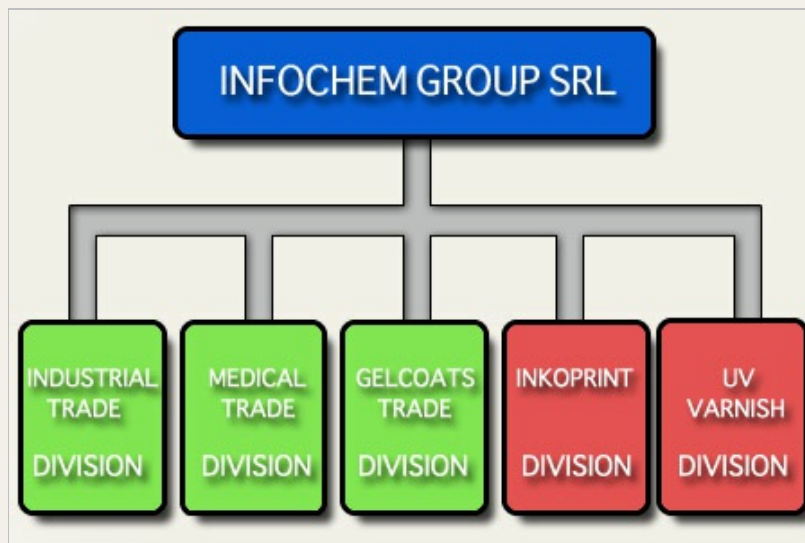 INFOCHEM GROUP SRL
INDUSTRIAL
TRADE
DIVISION
MEDICAL
TRADE
DIVISION
GELCOATS
TRADE
DIVISION
INKOPRINT
DIVISION
UV
VARNISH
DIVISION